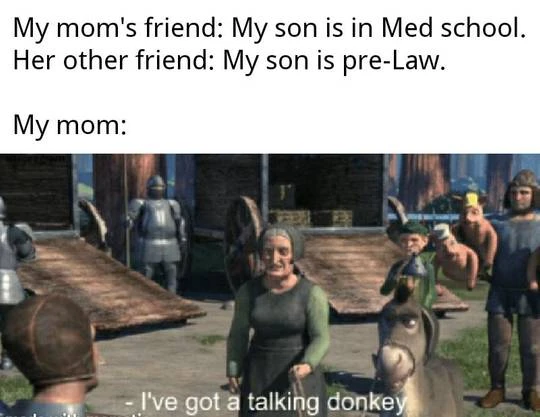 My mom's friend: My son is in Med school.
Her other friend: My son is pre-Law.
My mom:
- I've got a talking donkey